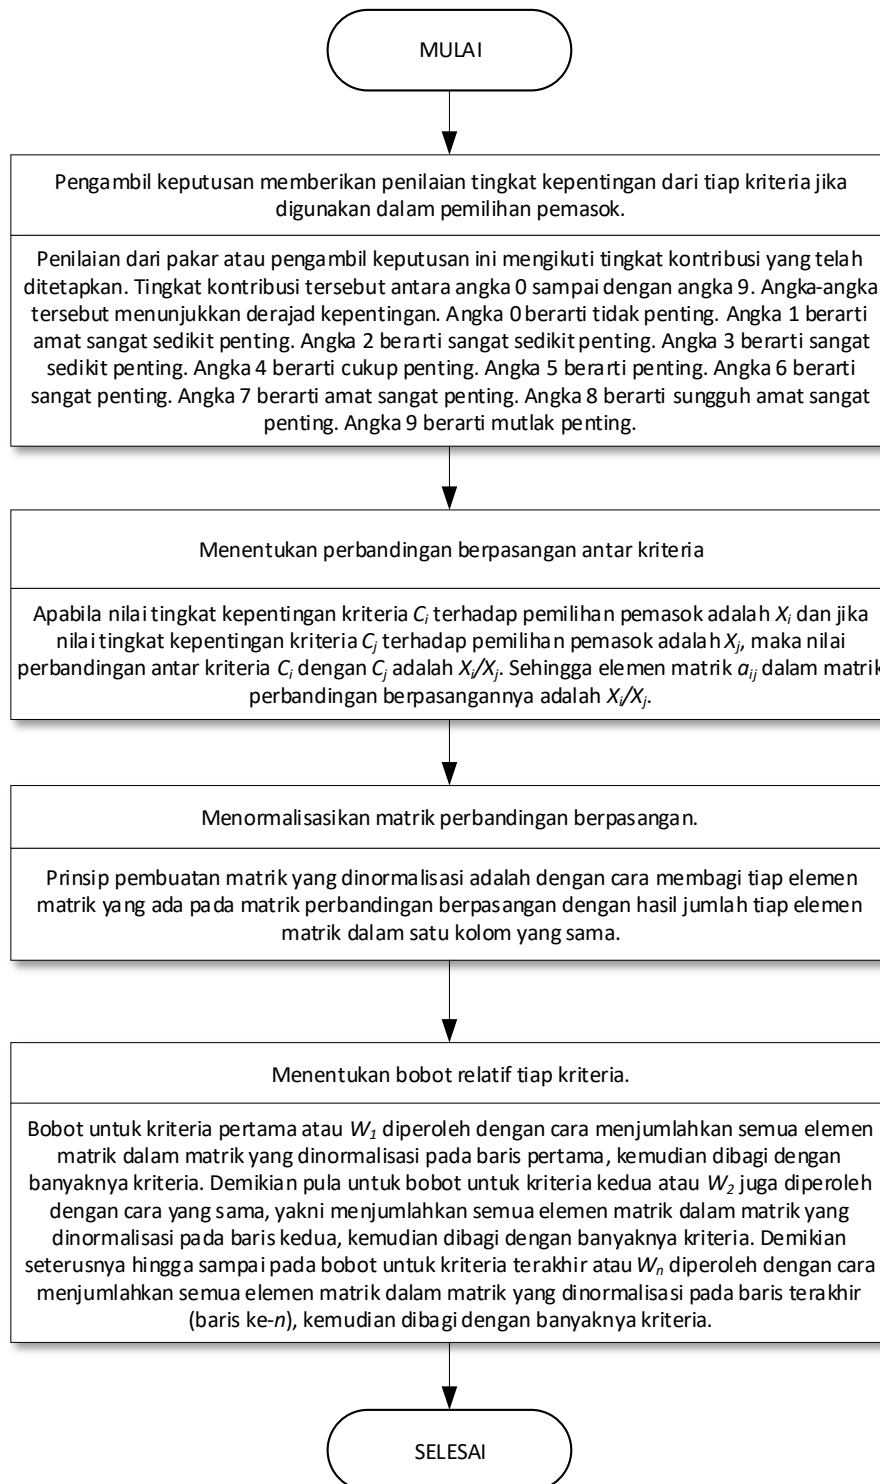 MULAI
Pengambil keputusan memberikan penilaian tingkat kepentingan dari tiap kriteria jika
digunakan dalam pemilihan pemasok.
Penilaian dari pakar atau pengambil keputusan ini mengikuti tingkat kontribusi yang telah
ditetapkan. Tingkat kontribusi tersebut antara angka 0 sampai dengan angka 9. Angka-angka
tersebut menunjukkan derajad kepentingan. Angka 0 berarti tidak penting. Angka 1 berarti
amat sangat sedikit penting. Angka 2 berarti sangat sedikit penting. Angka 3 berarti sangat
sedikit penting. Angka 4 berarti cukup penting. Angka 5 berarti penting. Angka 6 berarti
sangat penting. Angka 7 berarti amat sangat penting. Angka 8 berarti sungguh amat sangat
penting. Angka 9 berarti mutlak penting.
Menentukan perbandingan berpasangan antar kriteria
Apabila nilai tingkat kepentingan kriteria Ci terhadap pemilihan pemasok adalah Xi dan jika
nilai tingkat kepentingan kriteria Cj terhadap pemilihan pemasok adalah Xj, maka nilai
perbandingan antar kriteria Ci dengan Cj adalah Xi/Xj. Sehingga elemen matrik aij dalam matrik
perbandingan berpasangannya adalah Xi/Xj.
Menormalisasikan matrik perbandingan berpasangan.
Prinsip pembuatan matrik yang dinormalisasi adalah dengan cara membagi tiap elemen
matrik yang ada pada matrik perbandingan berpasangan dengan hasil jumlah tiap elemen
matrik dalam satu kolom yang sama.
Menentukan bobot relatif tiap kriteria.
Bobot untuk kriteria pertama atau W1 diperoleh dengan cara menjumlahkan semua elemen
matrik dalam matrik yang dinormalisasi pada baris pertama, kemudian dibagi dengan
banyaknya kriteria. Demikian pula untuk bobot untuk kriteria kedua atau W2 juga diperoleh
dengan cara yang sama, yakni menjumlahkan semua elemen matrik dalam matrik yang
dinormalisasi pada baris kedua, kemudian dibagi dengan banyaknya kriteria. Demikian
seterusnya hingga sampai pada bobot untuk kriteria terakhir atau Wn diperoleh dengan cara
menjumlahkan semua elemen matrik dalam matrik yang dinormalisasi pada baris terakhir
(baris ke-n), kemudian dibagi dengan banyaknya kriteria.
SELESAI